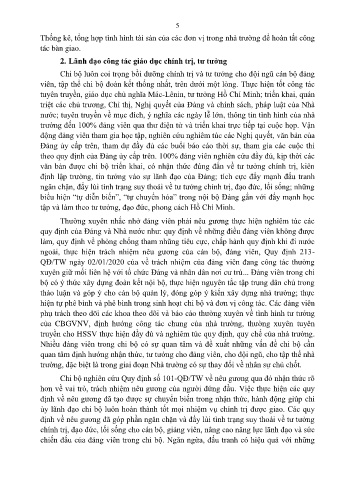 5
Thống kê, tổng hợp tình hình tài sản của các đơn vị trong nhà trường để hoàn tất công
tác bàn giao.
2. Lãnh đạo công tác giáo dục chính trị, tư tưởng
Chi bộ luôn coi trọng bồi dưỡng chính trị và tư tưởng cho đội ngũ cán bộ đảng
viên, tập thể chi bộ đoàn kết thống nhất, trên dưới một lòng. Thực hiện tốt công tác
tuyên truyền, giáo dục chủ nghĩa Mác-Lênin, tư tưởng Hồ Chí Minh; triển khai, quán
triệt các chủ trương, Chỉ thị, Nghị quyết của Đảng và chính sách, pháp luật của Nhà
nước; tuyên truyền về mục đích, ý nghĩa các ngày lễ lớn, thông tin tình hình của nhà
trường đến 100% đảng viên qua thư điện tử và triển khai trực tiếp tại cuộc họp. Vận
động đảng viên tham gia học tập, nghiên cứu nghiêm túc các Nghị quyết, văn bản của
Đảng ủy cấp trên, tham dự đầy đủ các buổi báo cáo thời sự, tham gia các cuộc thi
theo quy định của Đảng ủy cấp trên. 100% đảng viên nghiên cứu đầy đủ, kịp thời các
văn bản được chi bộ triển khai, có nhận thức đúng đắn về tư tưởng chính trị, kiên
định lập trường, tin tưởng vào sự lãnh đạo của Đảng; tích cực đẩy mạnh đấu tranh
ngăn chặn, đẩy lùi tình trạng suy thoái về tư tưởng chính trị, đạo đức, lối sống; những
biểu hiện “tự diễn biến”, “tự chuyển hóa” trong nội bộ Đảng gắn với đẩy mạnh học
tập và làm theo tư tưởng, đạo đức, phong cách Hồ Chí Minh.
Thường xuyên nhắc nhở đảng viên phải nêu gương thực hiện nghiêm túc các
quy định của Đảng và Nhà nước như: quy định về những điều đảng viên không được
làm, quy định về phòng chống tham nhũng tiêu cực, chấp hành quy định khi đi nước
ngoài, thực hiện trách nhiệm nêu gương của cán bộ, đảng viên, Quy định 213-
QĐ/TW ngày 02/01/2020 của về trách nhiệm của đảng viên đang công tác thường
xuyên giữ mối liên hệ với tổ chức Đảng và nhân dân nơi cư trú... Đảng viên trong chi
bộ có ý thức xây dựng đoàn kết nội bộ, thực hiện nguyên tắc tập trung dân chủ trong
thảo luận và góp ý cho cán bộ quản lý, đóng góp ý kiến xây dựng nhà trường; thực
hiện tự phê bình và phê bình trong sinh hoạt chi bộ và đơn vị công tác. Các đảng viên
phụ trách theo dõi các khoa theo dõi và báo cáo thường xuyên về tình hình tư tưởng
của CBGVNV, định hướng công tác chung của nhà trường, thường xuyên tuyên
truyền cho HSSV thực hiện đầy đủ và nghiêm túc quy định, quy chế của nhà trường.
Nhiều đảng viên trong chi bộ có sự quan tâm và đề xuất những vấn đề chi bộ cần
quan tâm định hướng nhận thức, tư tưởng cho đảng viên, cho đội ngũ, cho tập thể nhà
trường, đặc biệt là trong giai đoạn Nhà trường có sự thay đổi về nhân sự chủ chốt.
Chi bộ nghiên cứu Quy định số 101-QĐ/TW về nêu gương qua đó nhận thức rõ
hơn về vai trò, trách nhiệm nêu gương của người đứng đầu. Việc thực hiện các quy
định về nêu gương đã tạo được sự chuyển biến trong nhận thức, hành động giúp chi
ủy lãnh đạo chi bộ luôn hoàn thành tốt mọi nhiệm vụ chính trị được giao. Các quy
định về nêu gương đã góp phần ngăn chặn và đẩy lùi tình trạng suy thoái về tư tưởng
chính trị, đạo đức, lối sống cho cán bộ, giảng viên, nâng cao năng lực lãnh đạo và sức
chiến đấu của đảng viên trong chi bộ. Ngăn ngừa, đấu tranh có hiệu quả với những